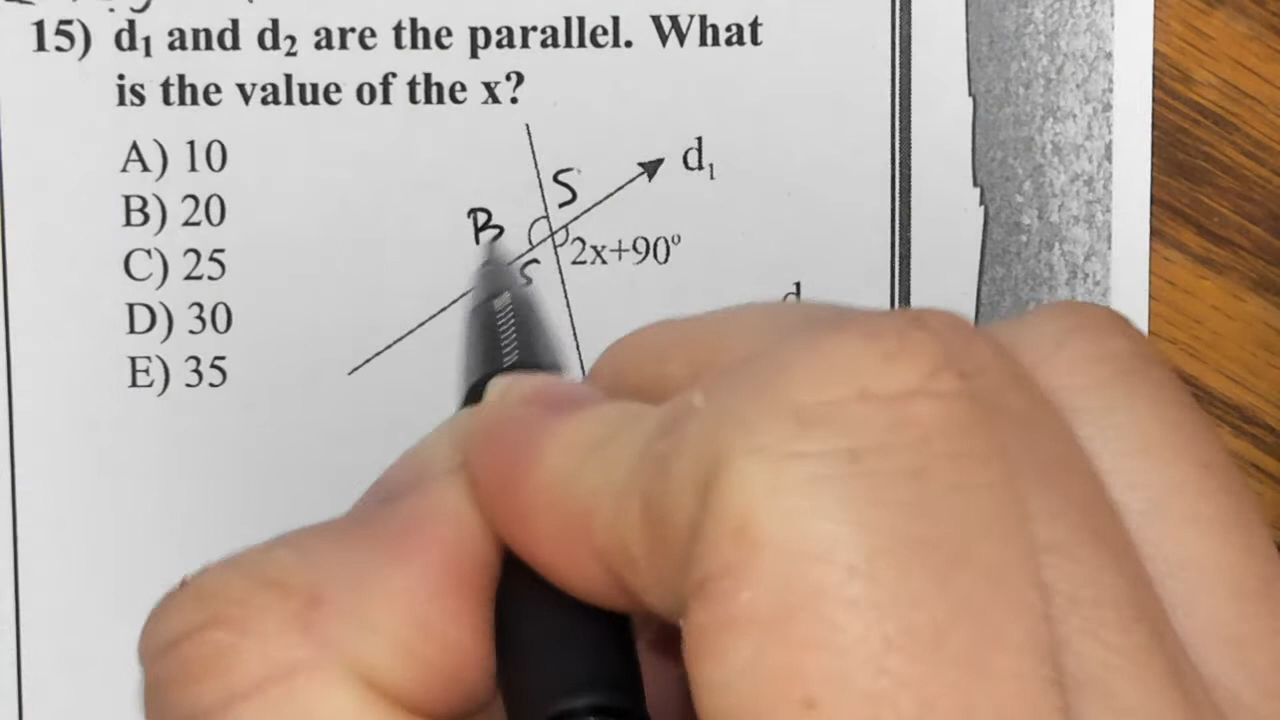 15) d₁ and d₂ are the parallel. What
is the value of the x?
A) 10
B) 20
C) 25
D) 30
E) 35
S
d₁
B
2x+90°
S
d